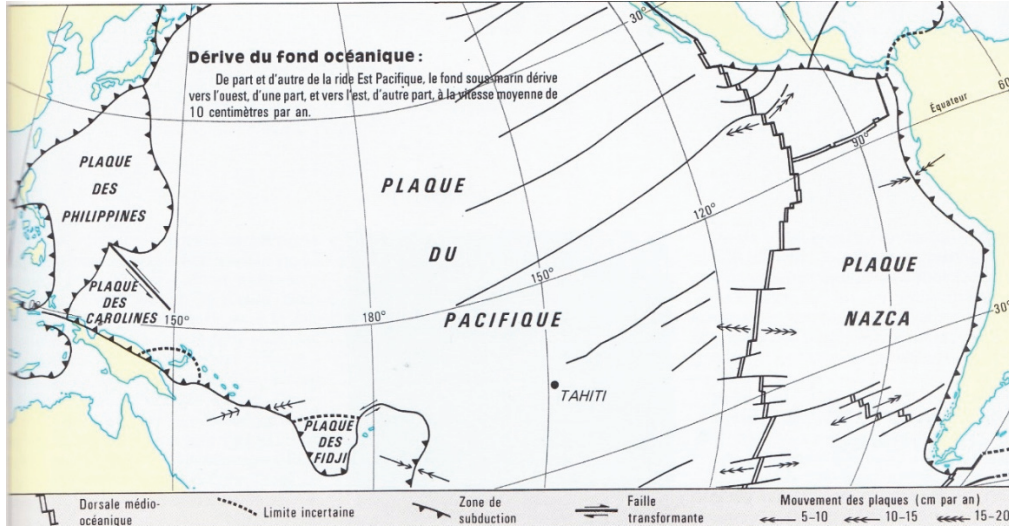 30°
Dérive du fond océanique :
De part et d'autre de la ride Est Pacifique, le fond sous-marin dérive
vers l'ouest, d'une part, et vers l'est, d'autre part, à la vitesse moyenne de
10 centimètres par an.
Équateur
60
90°
PLAQUE
DES
PHILIPPINES
PLAQUE
DU
PACIFIQUE
120°
150°
PLAQUE
NAZCA
PLAQUE
DES
CAROLINES
0°
150°
180°
30°
TAHITI
PLAQUE
DES
FIDJI
Dorsale médio-
océanique
Limite incertaine
Zone de
subduction
Faille
transformante
Mouvement des plaques (cm par an)
5-10
10-15
15-20